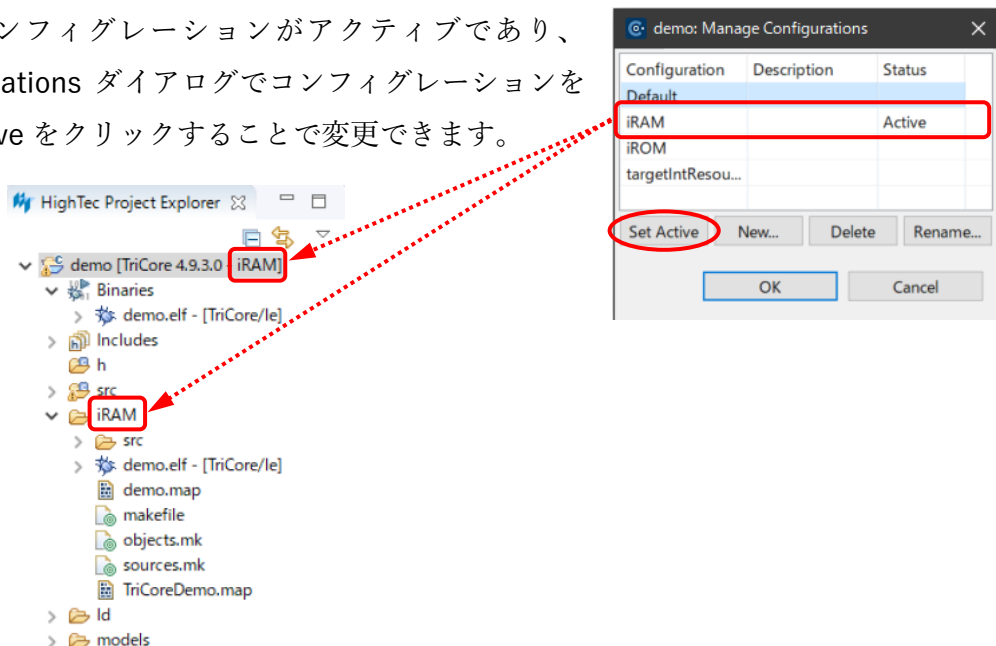 ンフィグレーションがアクティブであり、
ations ダイアログでコンフィグレーションを
ve をクリックすることで変更できます。
demo: Manage Configurations
Configuration Description Status
Default
iRAM Active
iROM
targetIntResou...
Set Active New... Delete Rename...
OK Cancel
HighTec Project Explorer
demo [TriCore 4.9.3.0 - iRAM]
Binaries
demo.elf - [TriCore/le]
Includes
h
src
iRAM
src
demo.elf - [TriCore/le]
demo.map
makefile
objects.mk
sources.mk
TriCoreDemo.map
ld
models